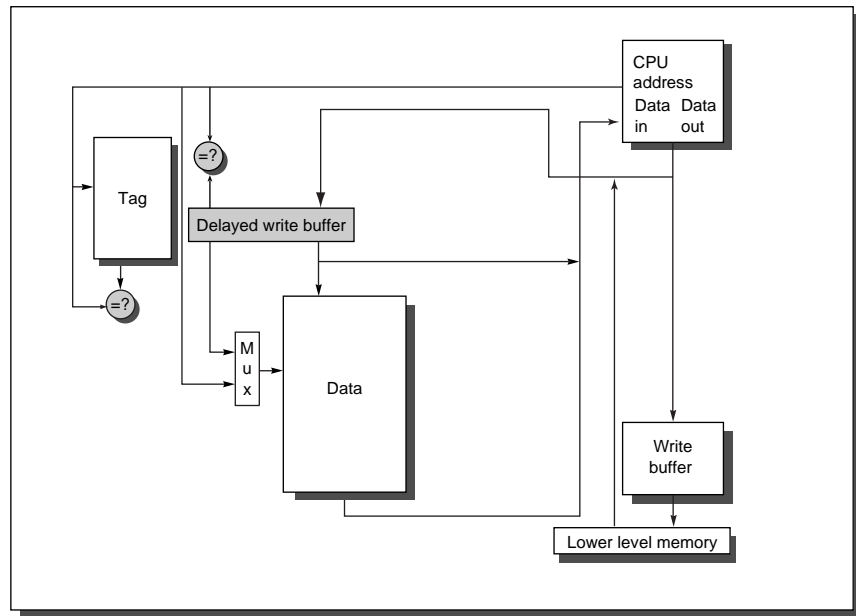 CPU
address
Data Data
in out
=?
Tag
Delayed write buffer
=?
M
u
x
Data
Write
buffer
Lower level memory